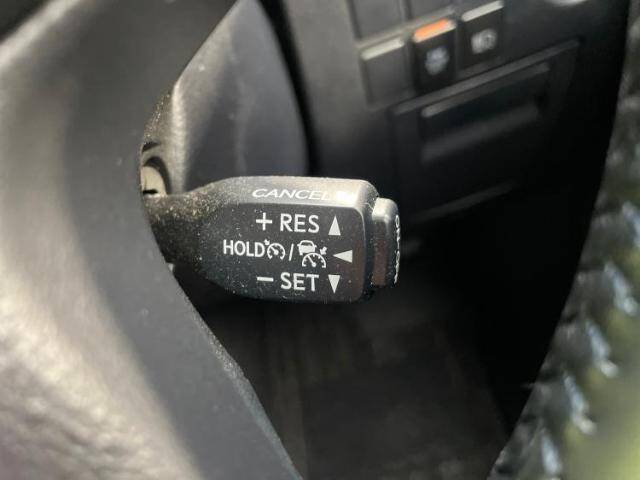 CANCEL
+ RES ▲
HOLD / ◀
− SET ▼